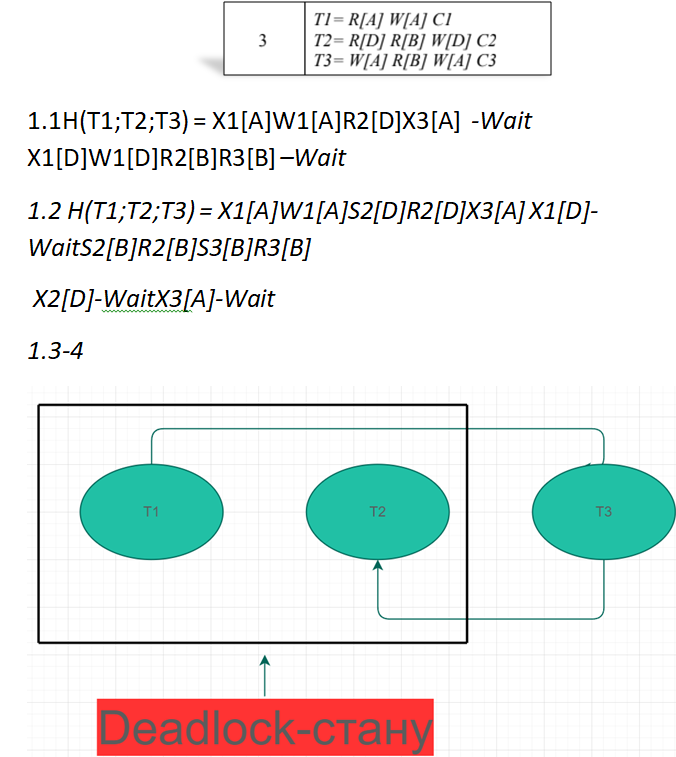 3
T1= R[A] W[A] C1
T2= R[D] R[B] W[D] C2
T3= W[A] R[B] W[A] C3
1.1H(T1;T2;T3) = X1[A]W1[A]R2[D]X3[A] -Wait
X1[D]W1[D]R2[B]R3[B] –Wait
1.2 H(T1;T2;T3) = X1[A]W1[A]S2[D]R2[D]X3[A] X1[D]-
WaitS2[B]R2[B]S3[B]R3[B]
X2[D]-WaitX3[A]-Wait
1.3-4
T1
T2
T3
Deadlock-стану